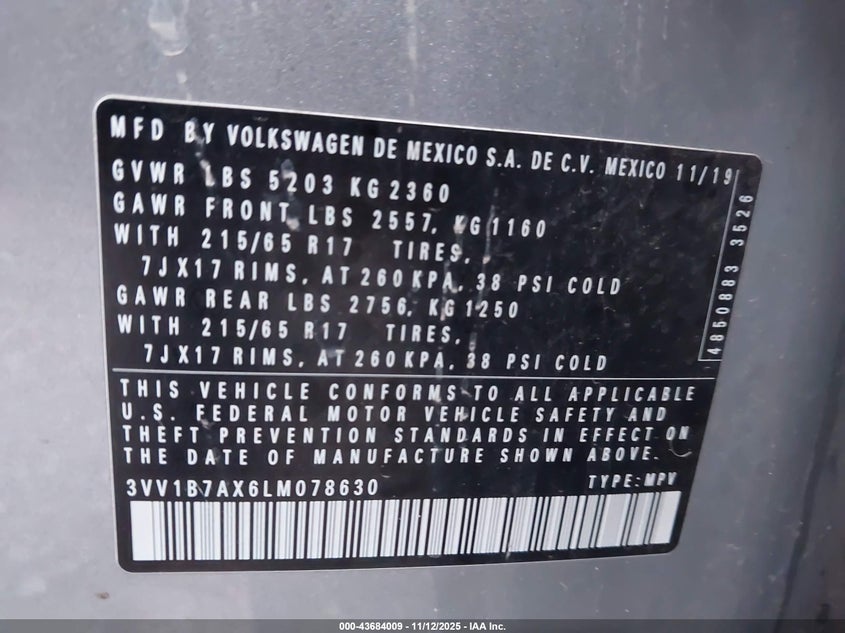 MFD BY VOLKSWAGEN DE MEXICO S.A. DE C.V. MEXICO 11/19
GVWR LBS 5203 KG 2360
GAWR FRONT LBS 2557, KG 1160
WITH 215/65 R17 TIRES,
7JX17 RIMS, AT 260 KPA, 38 PSI COLD
GAWR REAR LBS 2756, KG 1250
WITH 215/65 R17 TIRES,
7JX17 RIMS, AT 260 KPA, 38 PSI COLD
4850883 3526
THIS VEHICLE CONFORMS TO ALL APPLICABLE
U.S. FEDERAL MOTOR VEHICLE SAFETY AND
THEFT PREVENTION STANDARDS IN EFFECT ON
THE DATE OF MANUFACTURE SHOWN ABOVE.
3VV1B7AX6LM078630 TYPE: MPV
000-43684009 - 11/12/2025 - IAA Inc.